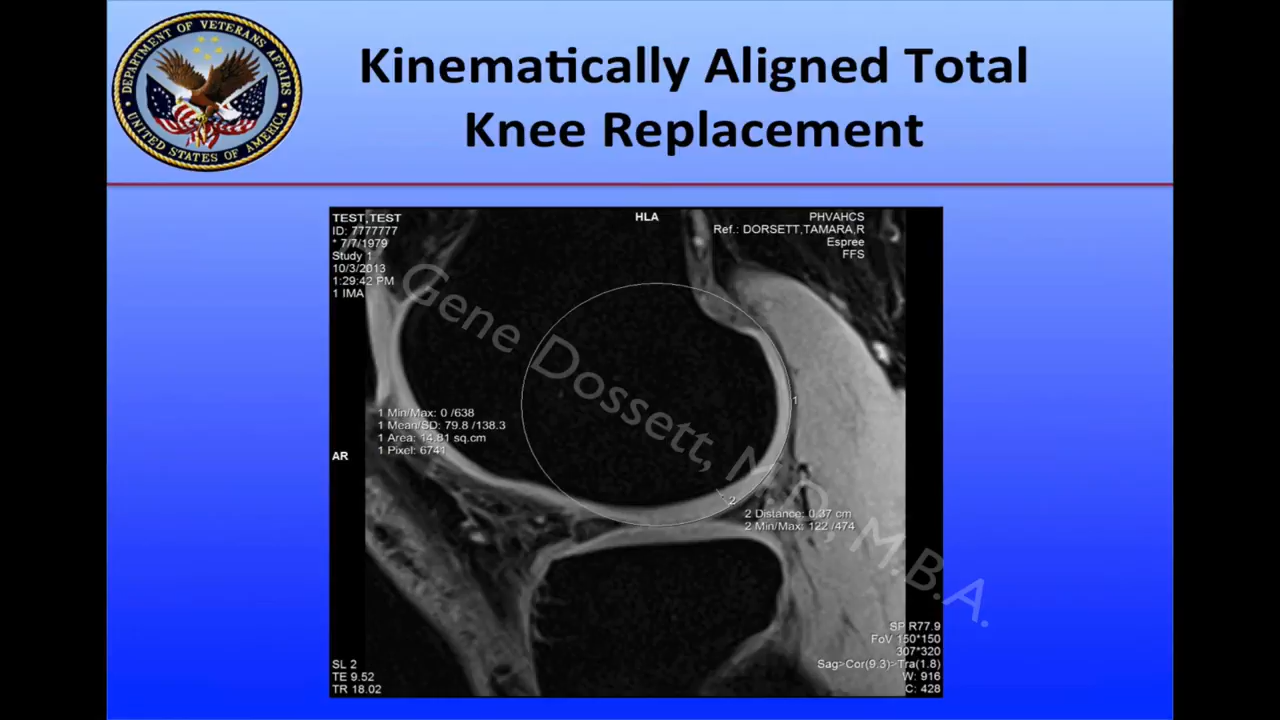 DEPARTMENT OF VETERANS AFFAIRS
UNITED STATES OF AMERICA
Kinematically Aligned Total
Knee Replacement
TEST,TEST
ID: 7777777
* 7/7/1979
Study 1
10/3/2013
1:29:42 PM
1 IMA
HLA
PHVAHCS
Ref.: DORSETT,TAMARA,R
Espree
FFS
1 Min/Max: 0 /638
1 Mean/SD: 79.8 /138.3
1 Area: 14.81 sq.cm
1 Pixel: 6741
1
AR
2
2 Distance: 0.37 cm
2 Min/Max: 122 /474
Gene Dossett, M.D., M.B.A.
SL 2
TE 9.52
TR 18.02
SP R77.9
FoV 150*150
307*320
Sag>Cor(9.3)>Tra(1.8)
W: 916
C: 428